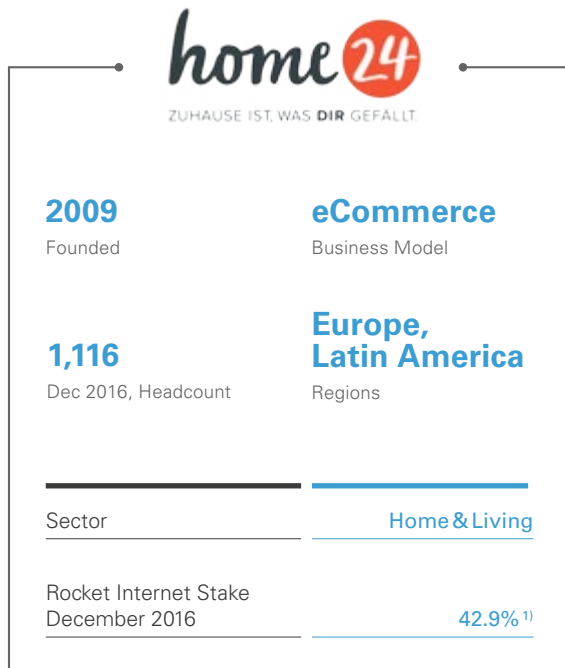 home24
ZUHAUSE IST, WAS DIR GEFÄLLT.
2009
Founded
eCommerce
Business Model
1,116
Dec 2016, Headcount
Europe,
Latin America
Regions
Sector
Home & Living
Rocket Internet Stake
December 2016
42.9% 1)